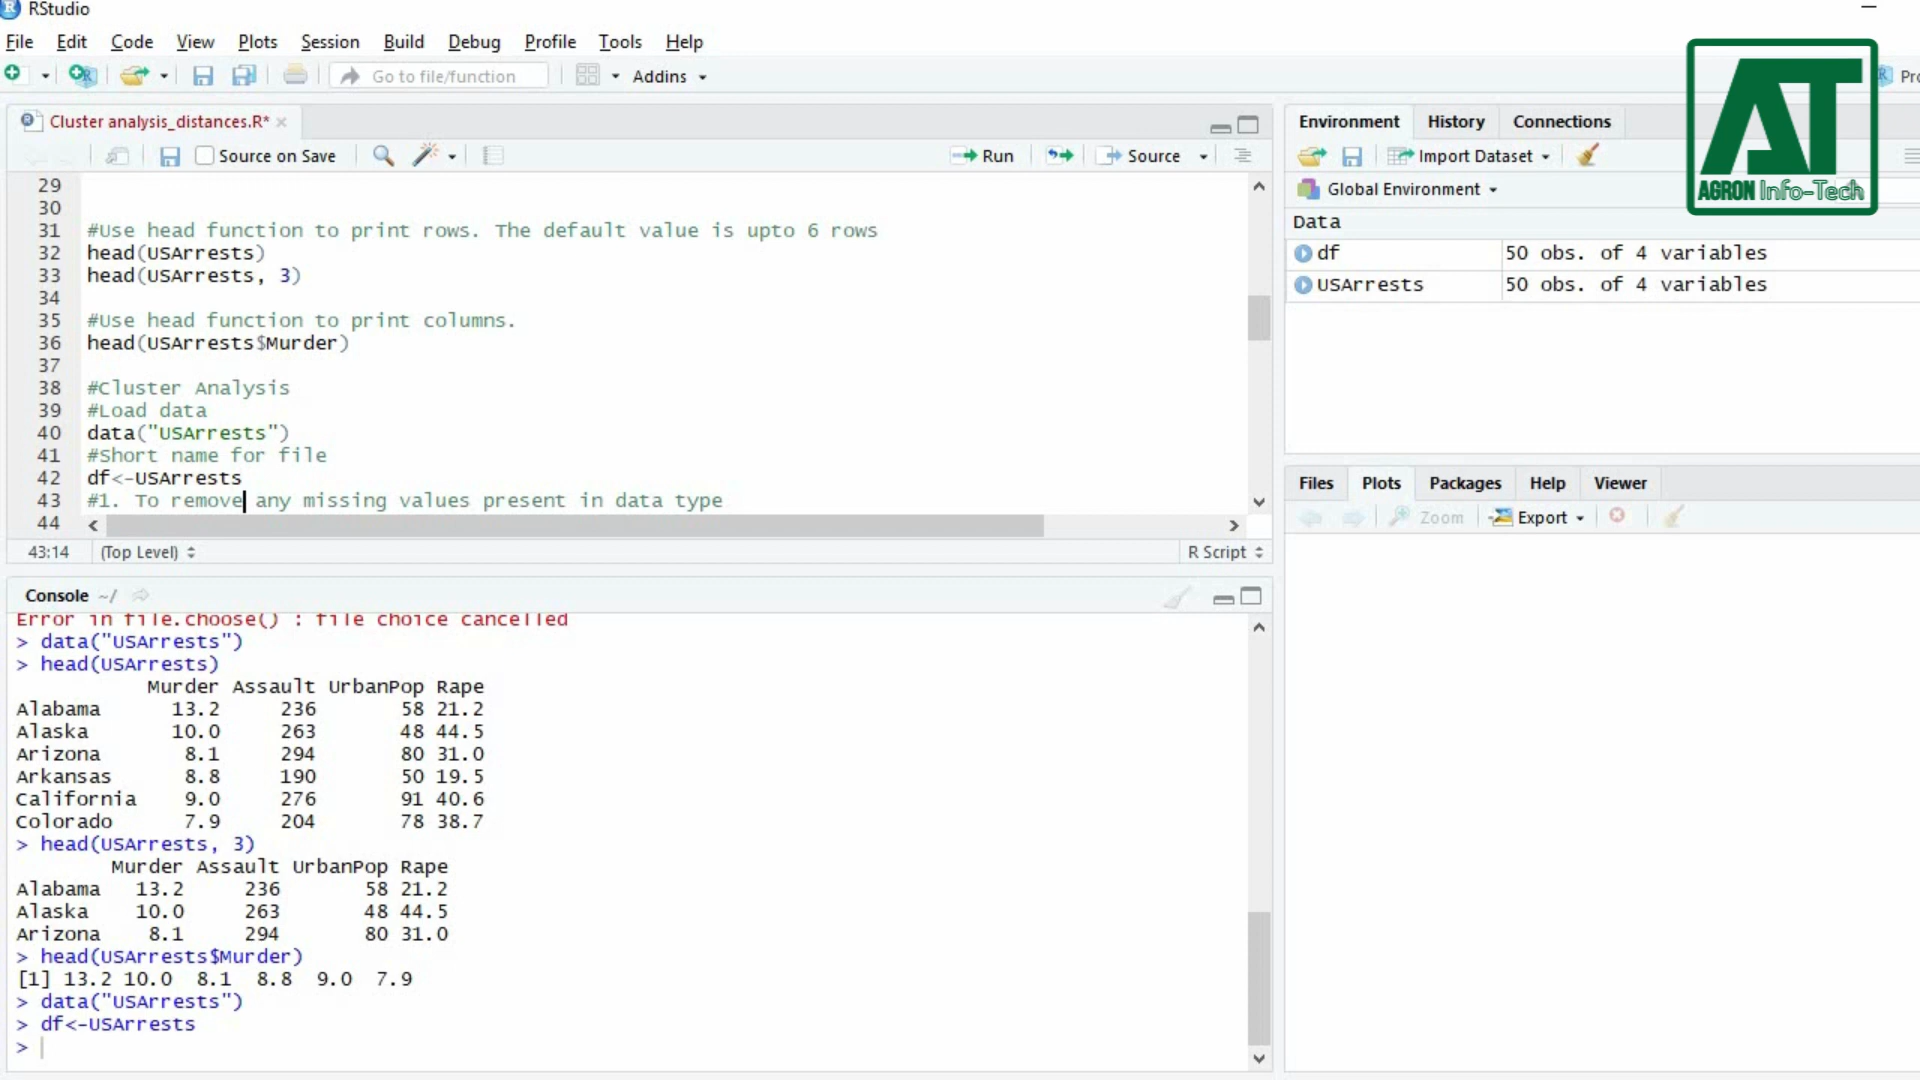 RStudio
File Edit Code View Plots Session Build Debug Profile Tools Help
Go to file/function Addins
AT
AGRON Info-Tech
Cluster analysis_distances.R*
Source on Save Run Source
29
30
31 #Use head function to print rows. The default value is upto 6 rows
32 head(USArrests)
33 head(USArrests, 3)
34
35 #Use head function to print columns.
36 head(USArrests$Murder)
37
38 #Cluster Analysis
39 #Load data
40 data("USArrests")
41 #Short name for file
42 df<-USArrests
43 #1. To remove any missing values present in data type
44
43:14 (Top Level) R Script
Console ~/
Error in file.choose() : file choice cancelled
> data("USArrests")
> head(USArrests)
Murder Assault UrbanPop Rape
Alabama 13.2 236 58 21.2
Alaska 10.0 263 48 44.5
Arizona 8.1 294 80 31.0
Arkansas 8.8 190 50 19.5
California 9.0 276 91 40.6
Colorado 7.9 204 78 38.7
> head(USArrests, 3)
Murder Assault UrbanPop Rape
Alabama 13.2 236 58 21.2
Alaska 10.0 263 48 44.5
Arizona 8.1 294 80 31.0
> head(USArrests$Murder)
[1] 13.2 10.0 8.1 8.8 9.0 7.9
> data("USArrests")
> df<-USArrests
>
Environment History Connections
Import Dataset
Global Environment
Data
df 50 obs. of 4 variables
USArrests 50 obs. of 4 variables
Files Plots Packages Help Viewer
Zoom Export